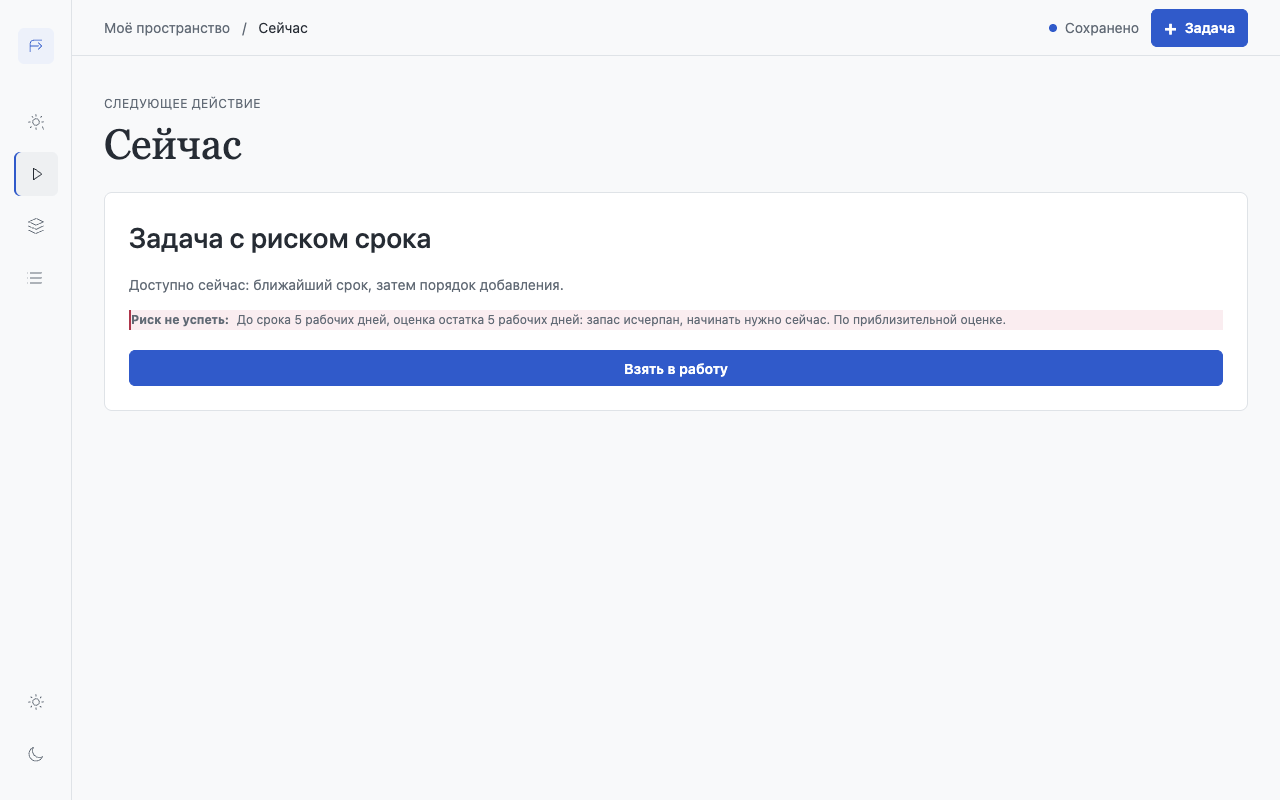 Моё пространство / Сейчас
Сохранено
+ Задача
СЛЕДУЮЩЕЕ ДЕЙСТВИЕ
Сейчас
Задача с риском срока
Доступно сейчас: ближайший срок, затем порядок добавления.
Риск не успеть: До срока 5 рабочих дней, оценка остатка 5 рабочих дней: запас исчерпан, начинать нужно сейчас. По приблизительной оценке.
Взять в работу